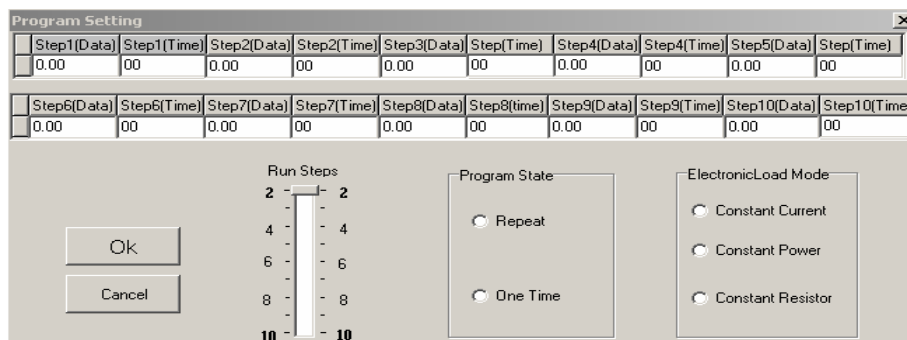 Program Setting
Step1(Data) Step1(Time) Step2(Data) Step2(Time) Step3(Data) Step(Time) Step4(Data) Step4(Time) Step5(Data) Step(Time)
0.00 00 0.00 00 0.00 00 0.00 00 0.00 00
Step6(Data) Step6(Time) Step7(Data) Step7(Time) Step8(Data) Step8(time) Step9(Data) Step9(Time) Step10(Data) Step10(Time
0.00 00 0.00 00 0.00 00 0.00 00 0.00 00
Run Steps
2 2
4 4
6 6
8 8
10 10
Ok
Cancel
Program State
Repeat
One Time
ElectronicLoad Mode
Constant Current
Constant Power
Constant Resistor